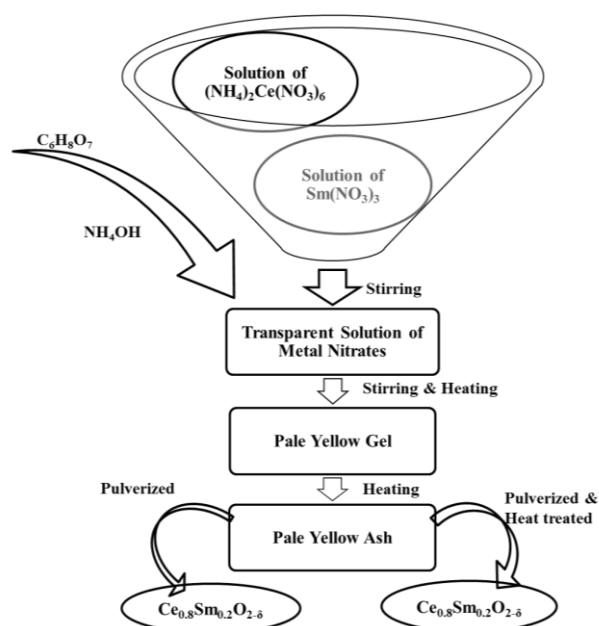 Solution of
(NH₄)₂Ce(NO₃)₆
C₆H₈O₇
Solution of
Sm(NO₃)₃
NH₄OH
Stirring
Transparent Solution of
Metal Nitrates
Stirring & Heating
Pale Yellow Gel
Heating
Pulverized
Pulverized &
Heat treated
Pale Yellow Ash
Ce₀.₈Sm₀.₂O₂₋δ
Ce₀.₈Sm₀.₂O₂₋δ